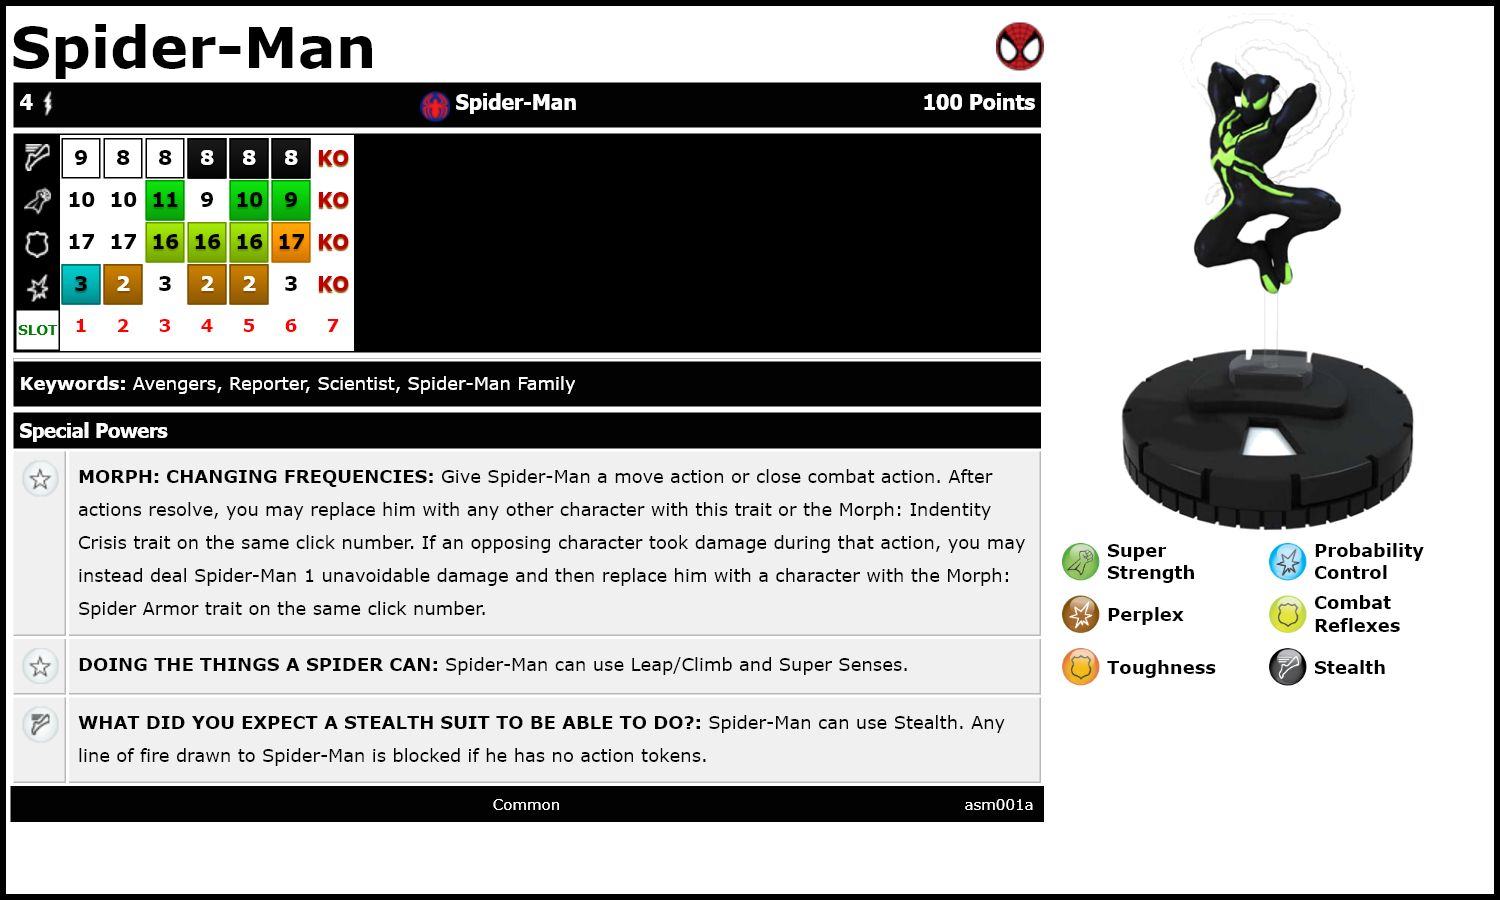 Spider-Man
4 Spider-Man 100 Points
9 8 8 8 8 8 KO
10 10 11 9 10 9 KO
17 17 16 16 16 17 KO
3 2 3 2 2 3 KO
SLOT 1 2 3 4 5 6 7
Keywords: Avengers, Reporter, Scientist, Spider-Man Family
Special Powers
MORPH: CHANGING FREQUENCIES: Give Spider-Man a move action or close combat action. After
actions resolve, you may replace him with any other character with this trait or the Morph: Indentity
Crisis trait on the same click number. If an opposing character took damage during that action, you may
instead deal Spider-Man 1 unavoidable damage and then replace him with a character with the Morph:
Spider Armor trait on the same click number.
DOING THE THINGS A SPIDER CAN: Spider-Man can use Leap/Climb and Super Senses.
WHAT DID YOU EXPECT A STEALTH SUIT TO BE ABLE TO DO?: Spider-Man can use Stealth. Any
line of fire drawn to Spider-Man is blocked if he has no action tokens.
Common asm001a
Super
Strength
Probability
Control
Perplex
Combat
Reflexes
Toughness
Stealth